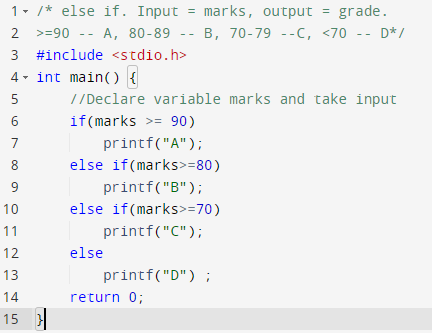 1 /* else if. Input = marks, output = grade.
2 >=90 -- A, 80-89 -- B, 70-79 --C, <70 -- D*/
3 #include <stdio.h>
4 int main() {
5     //Declare variable marks and take input
6     if(marks >= 90)
7         printf("A");
8     else if(marks>=80)
9         printf("B");
10     else if(marks>=70)
11         printf("C");
12     else
13         printf("D") ;
14     return 0;
15 }